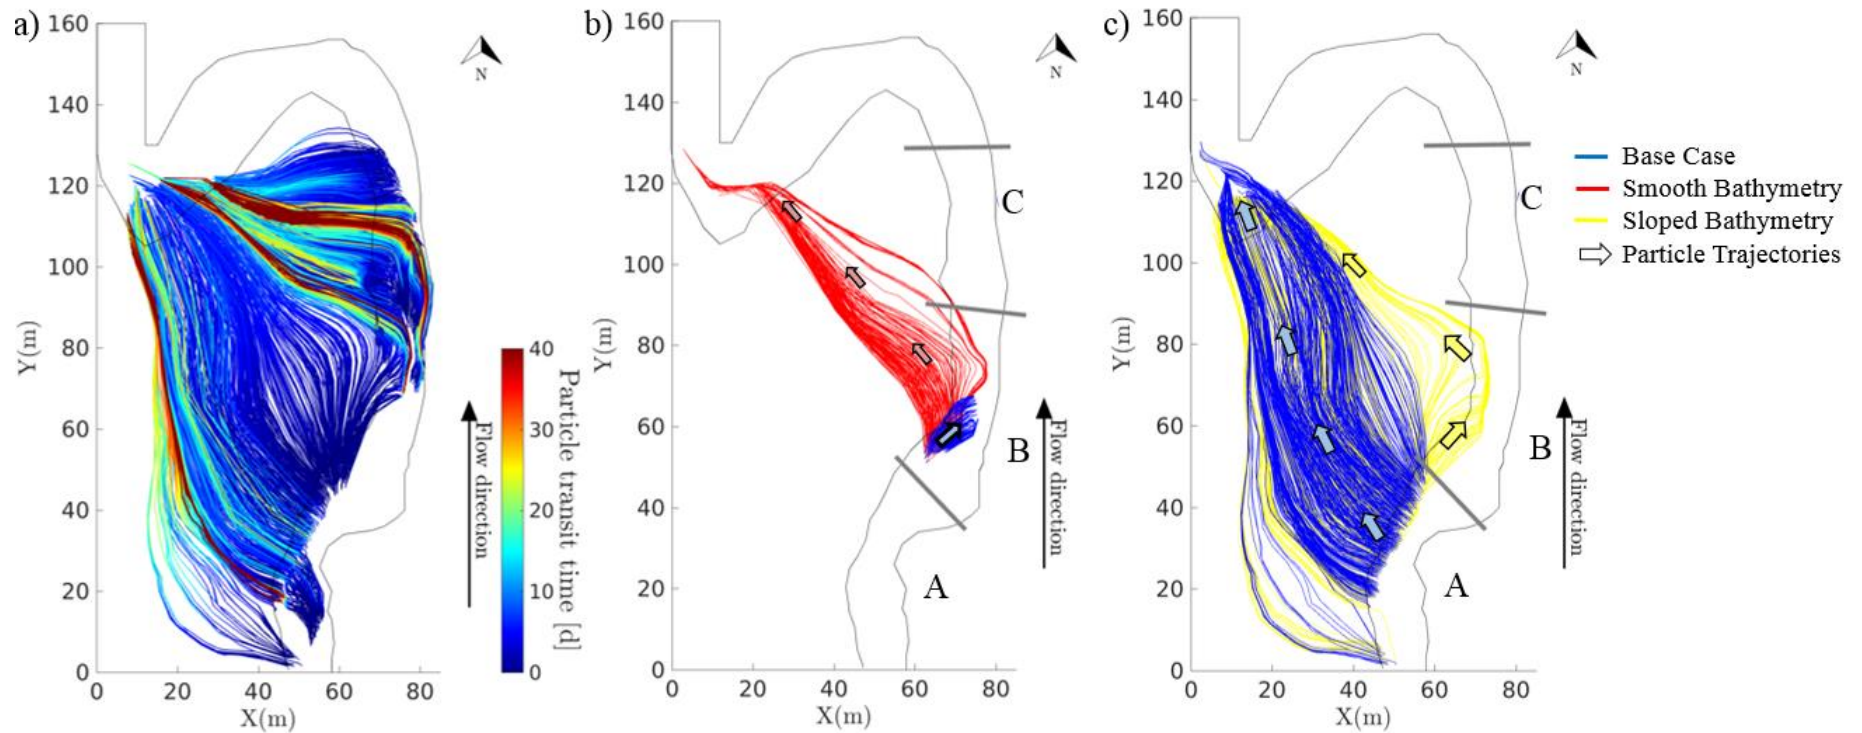 a)
160
140
120
100
80
60
40
20
0
Y(m)
0 20 40 60 80
X(m)
N
Flow direction
40
30
20
10
0
Particle transit time [d]
b)
160
140
120
100
80
60
40
20
0
Y(m)
0 20 40 60 80
X(m)
N
C
B
A
Flow direction
c)
160
140
120
100
80
60
40
20
0
Y(m)
0 20 40 60 80
X(m)
N
C
B
A
Flow direction
Base Case
Smooth Bathymetry
Sloped Bathymetry
Particle Trajectories